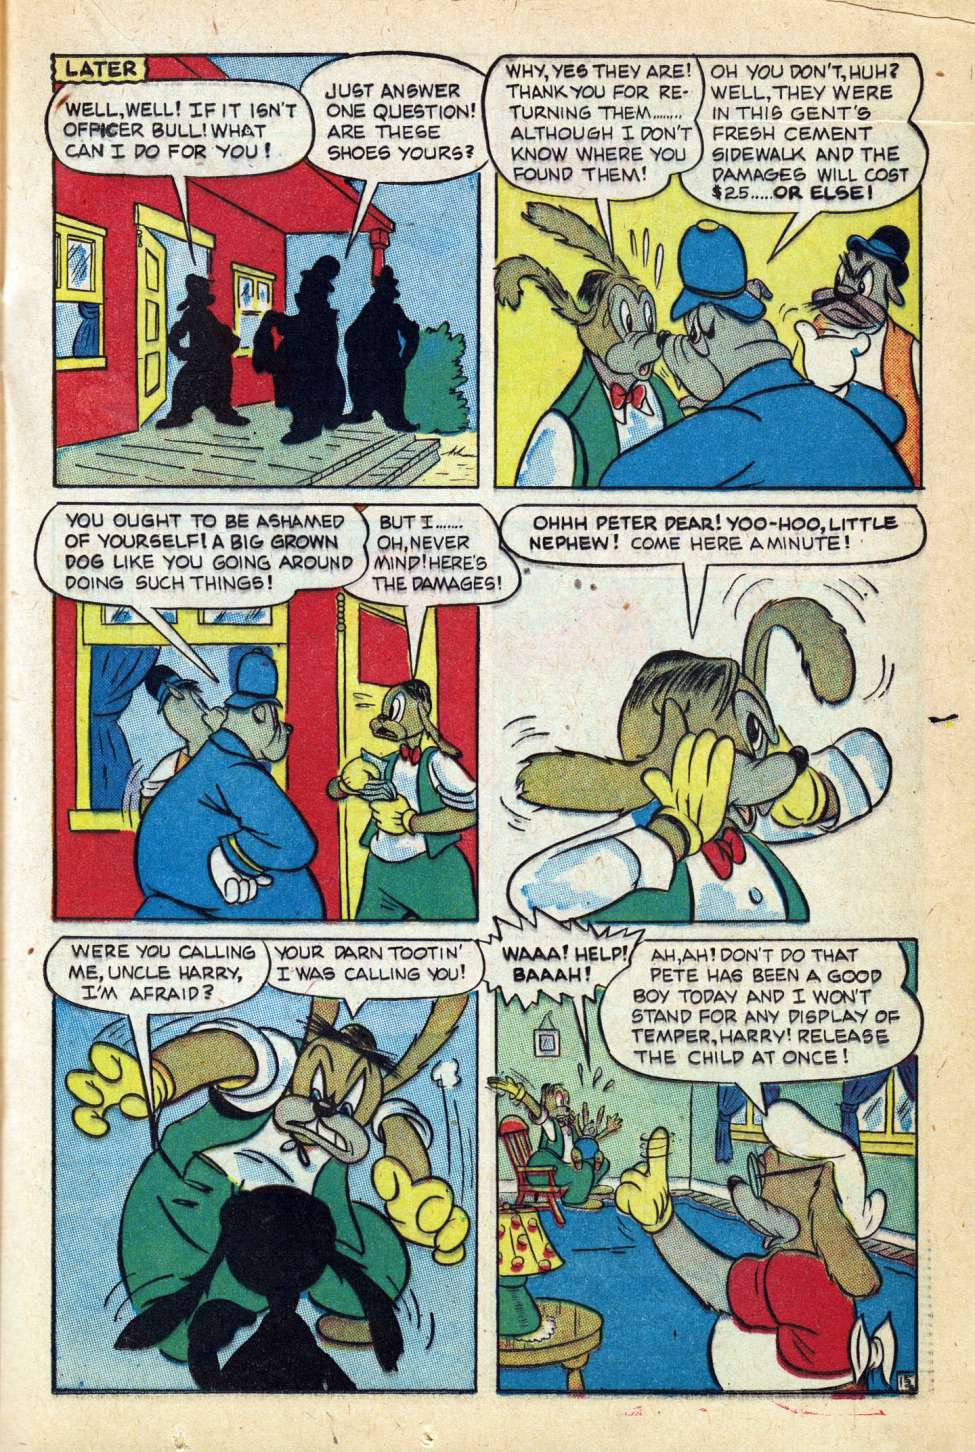 LATER
WELL, WELL! IF IT ISN'T
OFFICER BULL! WHAT
CAN I DO FOR YOU!
JUST ANSWER
ONE QUESTION!
ARE THESE
SHOES YOURS?
WHY, YES THEY ARE!
THANK YOU FOR RE-
TURNING THEM........
ALTHOUGH I DON'T
KNOW WHERE YOU
FOUND THEM!
OH YOU DON'T, HUH?
WELL, THEY WERE
IN THIS GENT'S
FRESH CEMENT
SIDEWALK AND THE
DAMAGES WILL COST
$25.....OR ELSE!
YOU OUGHT TO BE ASHAMED
OF YOURSELF! A BIG GROWN
DOG LIKE YOU GOING AROUND
DOING SUCH THINGS!
BUT I.......
OH, NEVER
MIND! HERE'S
THE DAMAGES!
OHHH PETER DEAR! YOO-HOO, LITTLE
NEPHEW! COME HERE A MINUTE!
WERE YOU CALLING
ME, UNCLE HARRY,
I'M AFRAID?
YOUR DARN TOOTIN'
I WAS CALLING YOU!
WAAA! HELP!
BAAAH!
AH, AH! DON'T DO THAT
PETE HAS BEEN A GOOD
BOY TODAY AND I WON'T
STAND FOR ANY DISPLAY OF
TEMPER, HARRY! RELEASE
THE CHILD AT ONCE!